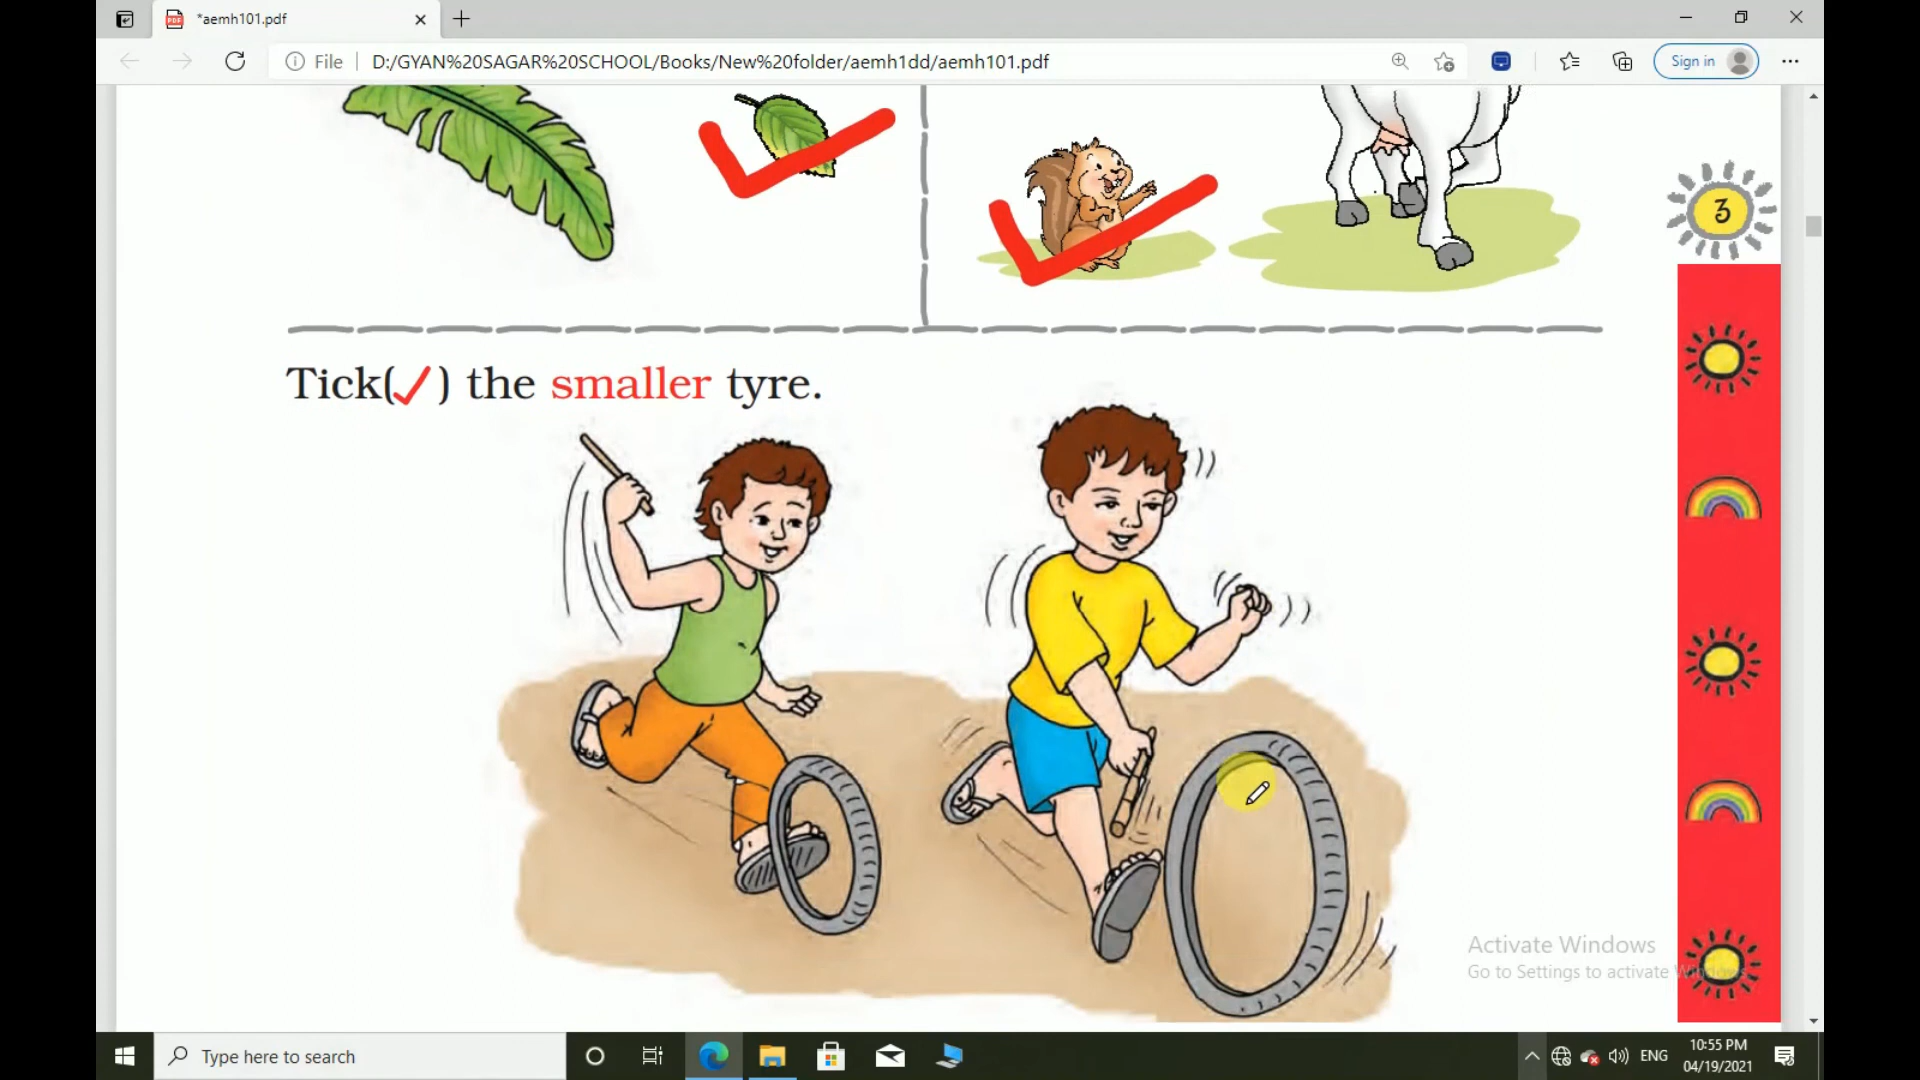 *aemh101.pdf
File
D:/GYAN%20SAGAR%20SCHOOL/Books/New%20folder/aemh1dd/aemh101.pdf
Sign in
3
Tick(✓) the smaller tyre.
Activate Windows
Go to Settings to activate Windows.
Type here to search
ENG
10:55 PM
04/19/2021